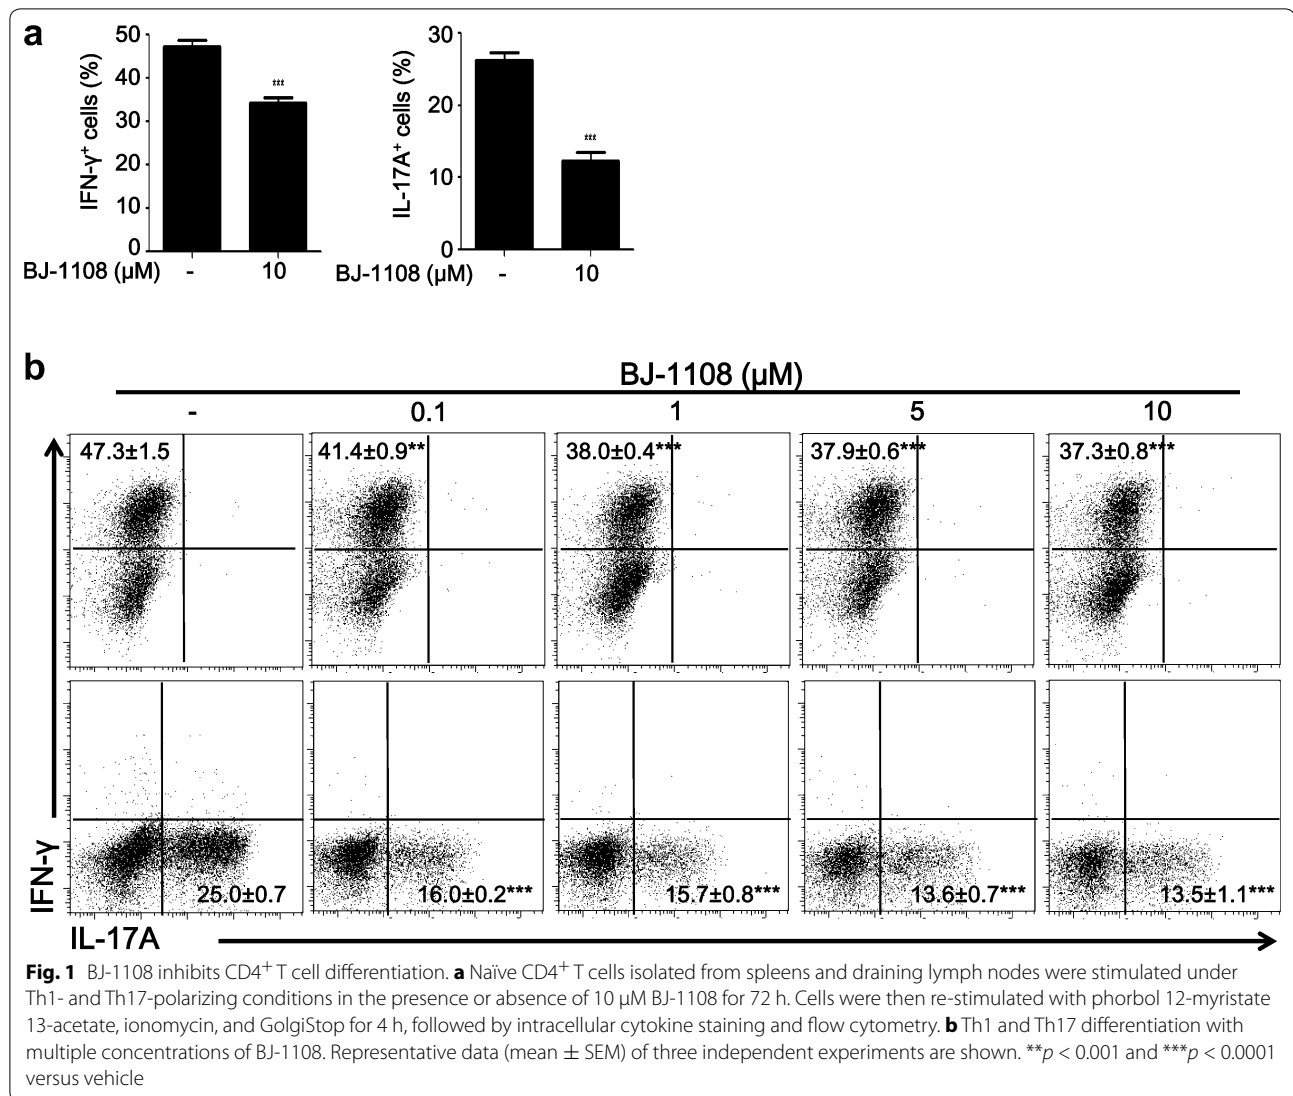 a
50
40
30
20
10
0
IFN-γ⁺ cells (%)
***
BJ-1108 (μM) - 10
30
20
10
0
IL-17A⁺ cells (%)
***
BJ-1108 (μM) - 10
b
BJ-1108 (μM)
- 0.1 1 5 10
47.3±1.5 41.4±0.9** 38.0±0.4*** 37.9±0.6*** 37.3±0.8***
25.0±0.7 16.0±0.2*** 15.7±0.8*** 13.6±0.7*** 13.5±1.1***
IFN-γ
IL-17A
Fig. 1 BJ-1108 inhibits CD4⁺ T cell differentiation. a Naïve CD4⁺ T cells isolated from spleens and draining lymph nodes were stimulated under
Th1- and Th17-polarizing conditions in the presence or absence of 10 μM BJ-1108 for 72 h. Cells were then re-stimulated with phorbol 12-myristate
13-acetate, ionomycin, and GolgiStop for 4 h, followed by intracellular cytokine staining and flow cytometry. b Th1 and Th17 differentiation with
multiple concentrations of BJ-1108. Representative data (mean ± SEM) of three independent experiments are shown. **p < 0.001 and ***p < 0.0001
versus vehicle